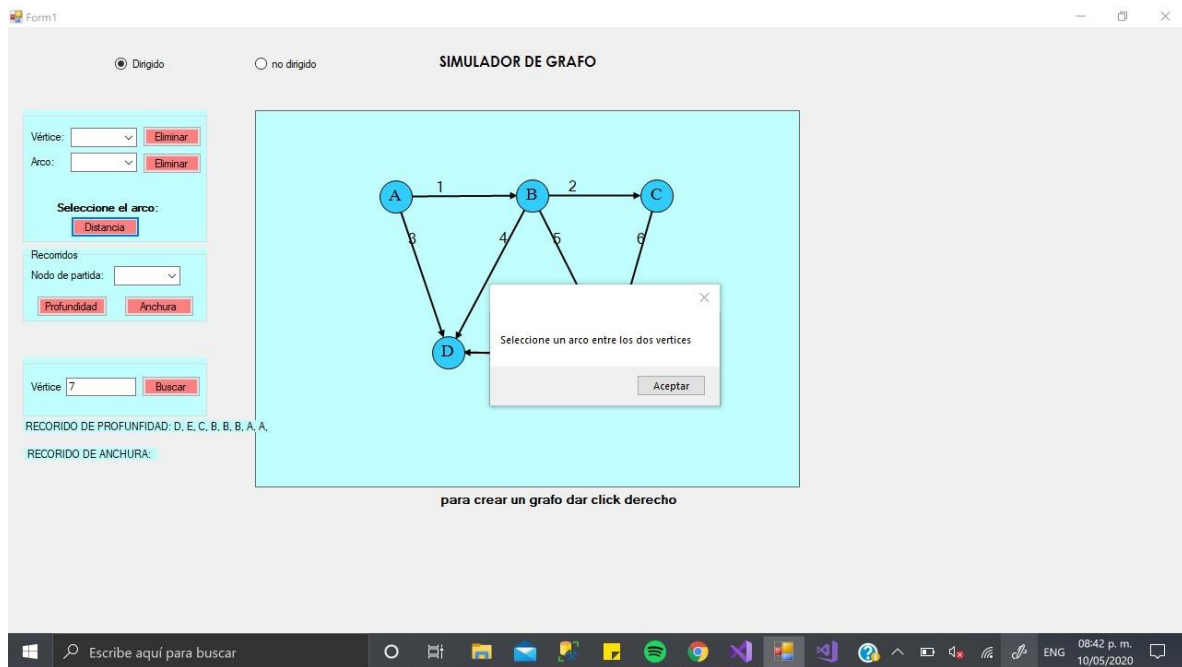 Form1
Dirigido
no dirigido
SIMULADOR DE GRAFO
Vértice:
Eliminar
Arco:
Eliminar
Seleccione el arco:
Distancia
Recorridos
Nodo de partida:
Profundidad
Anchura
Vértice 7
Buscar
RECORIDO DE PROFUNFIDAD: D, E, C, B, B, B, A, A,
RECORIDO DE ANCHURA:
A
1
B
2
C
3
4
5
6
D
Seleccione un arco entre los dos vertices
Aceptar
para crear un grafo dar click derecho
Escribe aquí para buscar
ENG
08:42 p. m.
10/05/2020